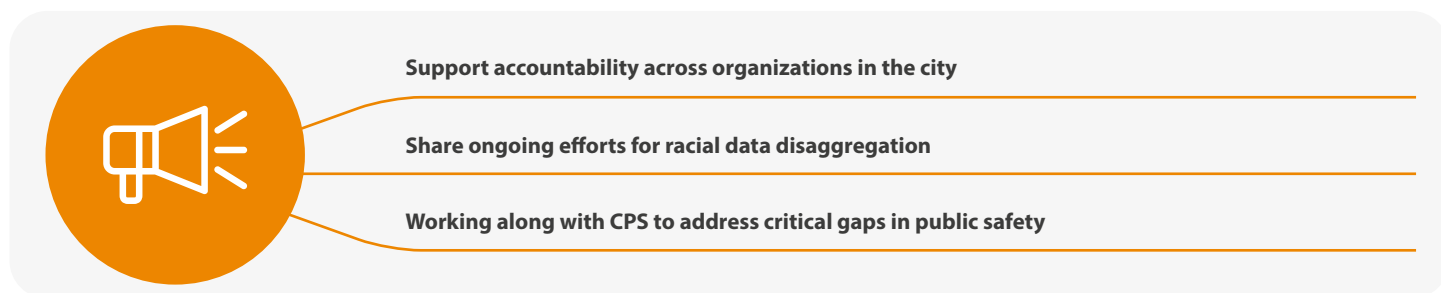 Support accountability across organizations in the city
Share ongoing efforts for racial data disaggregation
Working along with CPS to address critical gaps in public safety